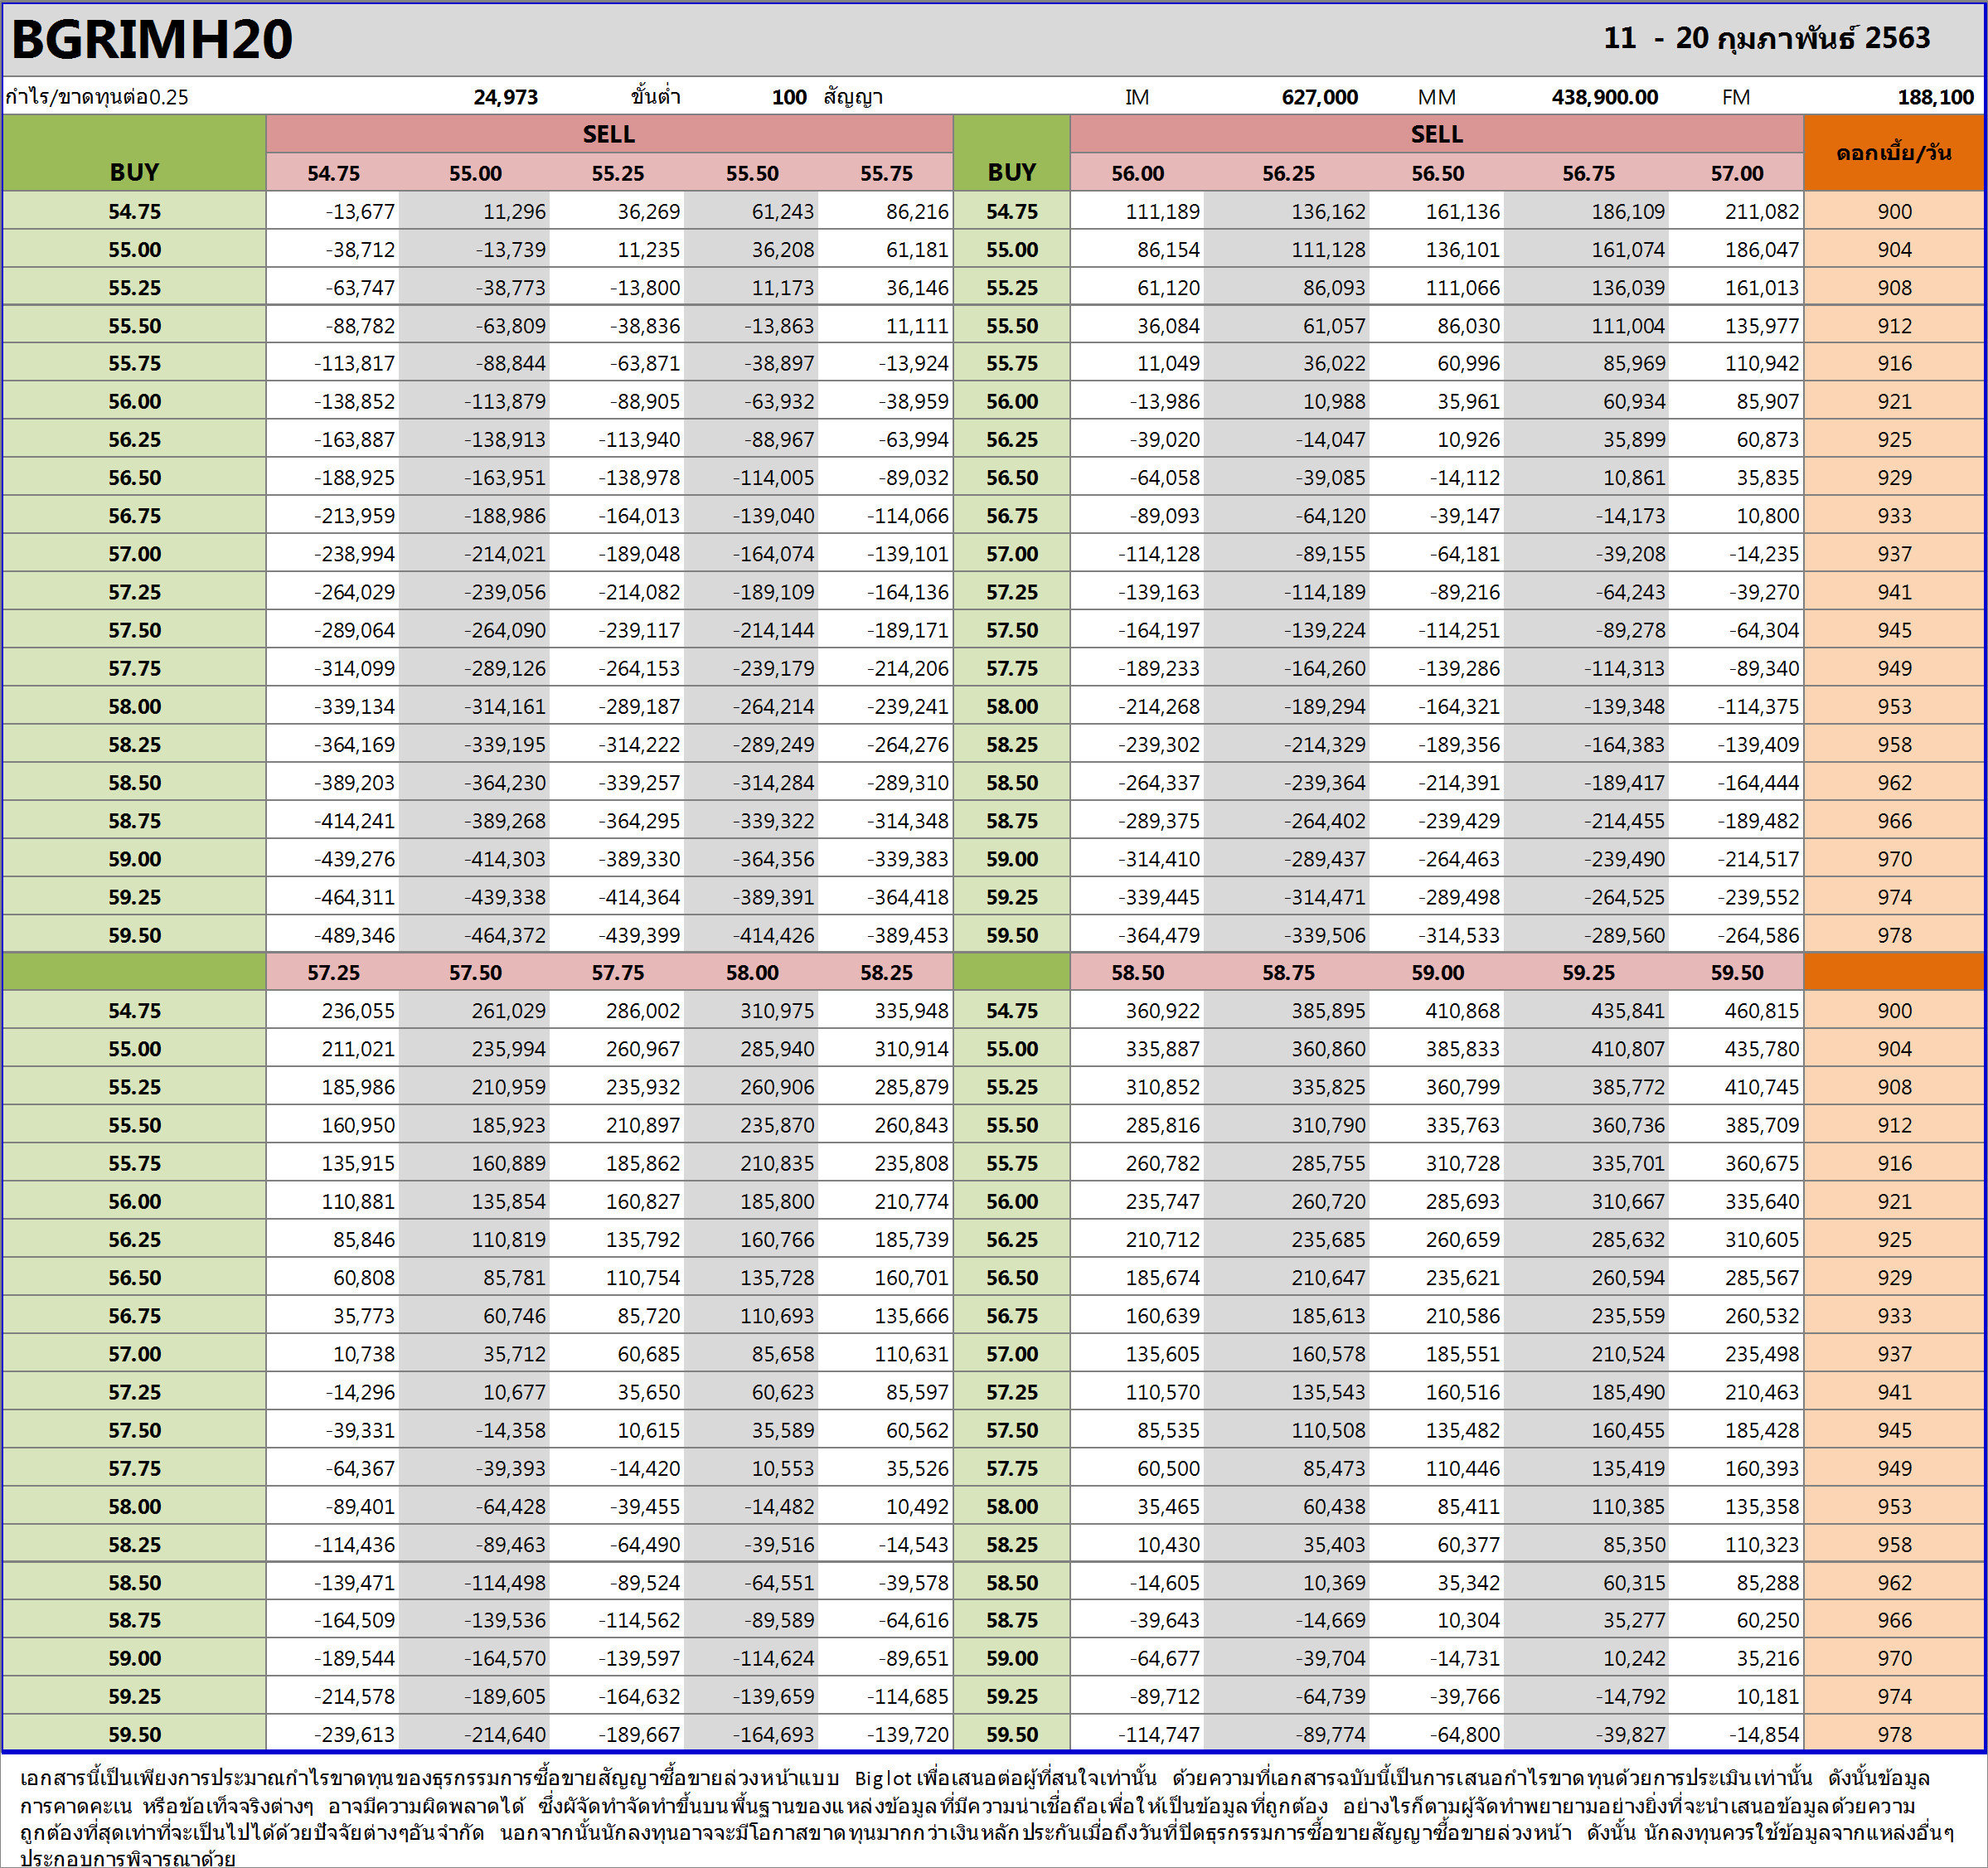 BGRIMH20 11 - 20 กุมภาพันธ์ 2563
กำไร/ขาดทุนต่อ0.25 24,973 ขั้นต่ำ 100 สัญญา IM 627,000 MM 438,900.00 FM 188,100
BUY SELL BUY SELL ดอกเบี้ย/วัน
54.75 55.00 55.25 55.50 55.75 56.00 56.25 56.50 56.75 57.00
54.75 -13,677 11,296 36,269 61,243 86,216 54.75 111,189 136,162 161,136 186,109 211,082 900
55.00 -38,712 -13,739 11,235 36,208 61,181 55.00 86,154 111,128 136,101 161,074 186,047 904
55.25 -63,747 -38,773 -13,800 11,173 36,146 55.25 61,120 86,093 111,066 136,039 161,013 908
55.50 -88,782 -63,809 -38,836 -13,863 11,111 55.50 36,084 61,057 86,030 111,004 135,977 912
55.75 -113,817 -88,844 -63,871 -38,897 -13,924 55.75 11,049 36,022 60,996 85,969 110,942 916
56.00 -138,852 -113,879 -88,905 -63,932 -38,959 56.00 -13,986 10,988 35,961 60,934 85,907 921
56.25 -163,887 -138,913 -113,940 -88,967 -63,994 56.25 -39,020 -14,047 10,926 35,899 60,873 925
56.50 -188,925 -163,951 -138,978 -114,005 -89,032 56.50 -64,058 -39,085 -14,112 10,861 35,835 929
56.75 -213,959 -188,986 -164,013 -139,040 -114,066 56.75 -89,093 -64,120 -39,147 -14,173 10,800 933
57.00 -238,994 -214,021 -189,048 -164,074 -139,101 57.00 -114,128 -89,155 -64,181 -39,208 -14,235 937
57.25 -264,029 -239,056 -214,082 -189,109 -164,136 57.25 -139,163 -114,189 -89,216 -64,243 -39,270 941
57.50 -289,064 -264,090 -239,117 -214,144 -189,171 57.50 -164,197 -139,224 -114,251 -89,278 -64,304 945
57.75 -314,099 -289,126 -264,153 -239,179 -214,206 57.75 -189,233 -164,260 -139,286 -114,313 -89,340 949
58.00 -339,134 -314,161 -289,187 -264,214 -239,241 58.00 -214,268 -189,294 -164,321 -139,348 -114,375 953
58.25 -364,169 -339,195 -314,222 -289,249 -264,276 58.25 -239,302 -214,329 -189,356 -164,383 -139,409 958
58.50 -389,203 -364,230 -339,257 -314,284 -289,310 58.50 -264,337 -239,364 -214,391 -189,417 -164,444 962
58.75 -414,241 -389,268 -364,295 -339,322 -314,348 58.75 -289,375 -264,402 -239,429 -214,455 -189,482 966
59.00 -439,276 -414,303 -389,330 -364,356 -339,383 59.00 -314,410 -289,437 -264,463 -239,490 -214,517 970
59.25 -464,311 -439,338 -414,364 -389,391 -364,418 59.25 -339,445 -314,471 -289,498 -264,525 -239,552 974
59.50 -489,346 -464,372 -439,399 -414,426 -389,453 59.50 -364,479 -339,506 -314,533 -289,560 -264,586 978
57.25 57.50 57.75 58.00 58.25 58.50 58.75 59.00 59.25 59.50
54.75 236,055 261,029 286,002 310,975 335,948 54.75 360,922 385,895 410,868 435,841 460,815 900
55.00 211,021 235,994 260,967 285,940 310,914 55.00 335,887 360,860 385,833 410,807 435,780 904
55.25 185,986 210,959 235,932 260,906 285,879 55.25 310,852 335,825 360,799 385,772 410,745 908
55.50 160,950 185,923 210,897 235,870 260,843 55.50 285,816 310,790 335,763 360,736 385,709 912
55.75 135,915 160,889 185,862 210,835 235,808 55.75 260,782 285,755 310,728 335,701 360,675 916
56.00 110,881 135,854 160,827 185,800 210,774 56.00 235,747 260,720 285,693 310,667 335,640 921
56.25 85,846 110,819 135,792 160,766 185,739 56.25 210,712 235,685 260,659 285,632 310,605 925
56.50 60,808 85,781 110,754 135,728 160,701 56.50 185,674 210,647 235,621 260,594 285,567 929
56.75 35,773 60,746 85,720 110,693 135,666 56.75 160,639 185,613 210,586 235,559 260,532 933
57.00 10,738 35,712 60,685 85,658 110,631 57.00 135,605 160,578 185,551 210,524 235,498 937
57.25 -14,296 10,677 35,650 60,623 85,597 57.25 110,570 135,543 160,516 185,490 210,463 941
57.50 -39,331 -14,358 10,615 35,589 60,562 57.50 85,535 110,508 135,482 160,455 185,428 945
57.75 -64,367 -39,393 -14,420 10,553 35,526 57.75 60,500 85,473 110,446 135,419 160,393 949
58.00 -89,401 -64,428 -39,455 -14,482 10,492 58.00 35,465 60,438 85,411 110,385 135,358 953
58.25 -114,436 -89,463 -64,490 -39,516 -14,543 58.25 10,430 35,403 60,377 85,350 110,323 958
58.50 -139,471 -114,498 -89,524 -64,551 -39,578 58.50 -14,605 10,369 35,342 60,315 85,288 962
58.75 -164,509 -139,536 -114,562 -89,589 -64,616 58.75 -39,643 -14,669 10,304 35,277 60,250 966
59.00 -189,544 -164,570 -139,597 -114,624 -89,651 59.00 -64,677 -39,704 -14,731 10,242 35,216 970
59.25 -214,578 -189,605 -164,632 -139,659 -114,685 59.25 -89,712 -64,739 -39,766 -14,792 10,181 974
59.50 -239,613 -214,640 -189,667 -164,693 -139,720 59.50 -114,747 -89,774 -64,800 -39,827 -14,854 978
เอกสารนี้เป็นเพียงการประมาณกำไรขาดทุนของธุรกรรมการซื้อขายสัญญาซื้อขายล่วงหน้าแบบ Big lot เพื่อเสนอต่อผู้ที่สนใจเท่านั้น ด้วยความที่เอกสารฉบับนี้เป็นการเสนอกำไรขาดทุนด้วยการประเมินเท่านั้น ดังนั้นข้อมูล
การคาดคะเน หรือข้อเท็จจริงต่างๆ อาจมีความผิดพลาดได้ ซึ่งผัจัดทำจัดทำขึ้นบนพื้นฐานของแหล่งข้อมูลที่มีความน่าเชื่อถือเพื่อให้เป็นข้อมูลที่ถูกต้อง อย่างไรก็ตามผู้จัดทำพยายามอย่างยิ่งที่จะนำเสนอข้อมูลด้วยความ
ถูกต้องที่สุดเท่าที่จะเป็นไปได้ด้วยปัจจัยต่างๆอันจำกัด นอกจากนั้นนักลงทุนอาจจะมีโอกาสขาดทุนมากกว่าเงินหลักประกันเมื่อถึงวันที่ปิดธุรกรรมการซื้อขายสัญญาซื้อขายล่วงหน้า ดังนั้น นักลงทุนควรใช้ข้อมูลจากแหล่งอื่นๆ
ประกอบการพิจารณาด้วย